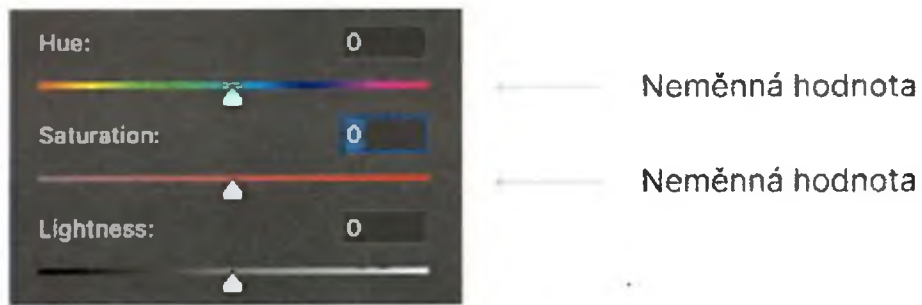 Hue: 0
Neměnná hodnota
Saturation: 0
Neměnná hodnota
Lightness: 0